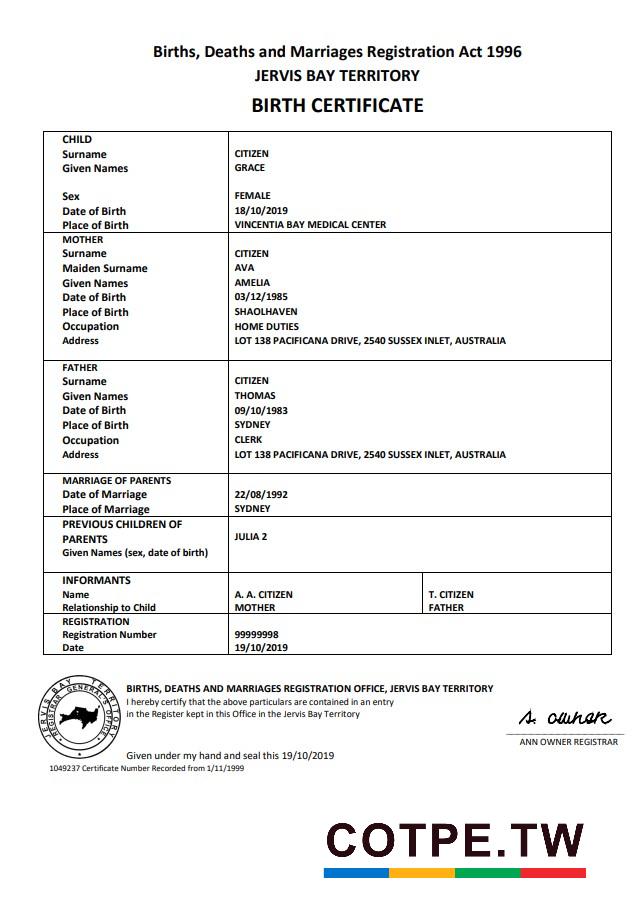 Births, Deaths and Marriages Registration Act 1996
JERVIS BAY TERRITORY
BIRTH CERTIFICATE
CHILD
Surname CITIZEN
Given Names GRACE
Sex FEMALE
Date of Birth 18/10/2019
Place of Birth VINCENTIA BAY MEDICAL CENTER
MOTHER
Surname CITIZEN
Maiden Surname AVA
Given Names AMELIA
Date of Birth 03/12/1985
Place of Birth SHAOLHAVEN
Occupation HOME DUTIES
Address LOT 138 PACIFICANA DRIVE, 2540 SUSSEX INLET, AUSTRALIA
FATHER
Surname CITIZEN
Given Names THOMAS
Date of Birth 09/10/1983
Place of Birth SYDNEY
Occupation CLERK
Address LOT 138 PACIFICANA DRIVE, 2540 SUSSEX INLET, AUSTRALIA
MARRIAGE OF PARENTS
Date of Marriage 22/08/1992
Place of Marriage SYDNEY
PREVIOUS CHILDREN OF
PARENTS JULIA 2
Given Names (sex, date of birth)
INFORMANTS
Name A. A. CITIZEN T. CITIZEN
Relationship to Child MOTHER FATHER
REGISTRATION
Registration Number 99999998
Date 19/10/2019
JERVIS BAY TERRITORY
REGISTRAR GENERAL'S OFFICE
BIRTHS, DEATHS AND MARRIAGES REGISTRATION OFFICE, JERVIS BAY TERRITORY
I hereby certify that the above particulars are contained in an entry
in the Register kept in this Office in the Jervis Bay Territory
A. OWNER
ANN OWNER REGISTRAR
Given under my hand and seal this 19/10/2019
1049237 Certificate Number Recorded from 1/11/1999
COTPE.TW